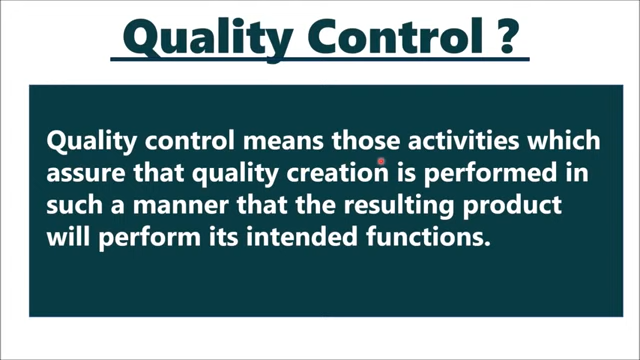 Quality Control ?
Quality control means those activities which
assure that quality creation is performed in
such a manner that the resulting product
will perform its intended functions.